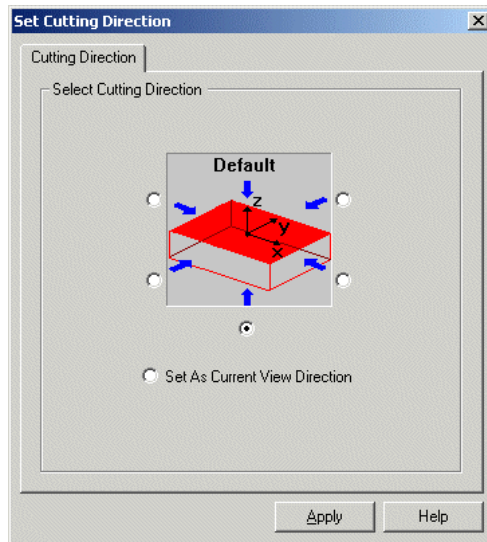 Set Cutting Direction
Cutting Direction
Select Cutting Direction
Default
z
y
x
Set As Current View Direction
Apply
Help